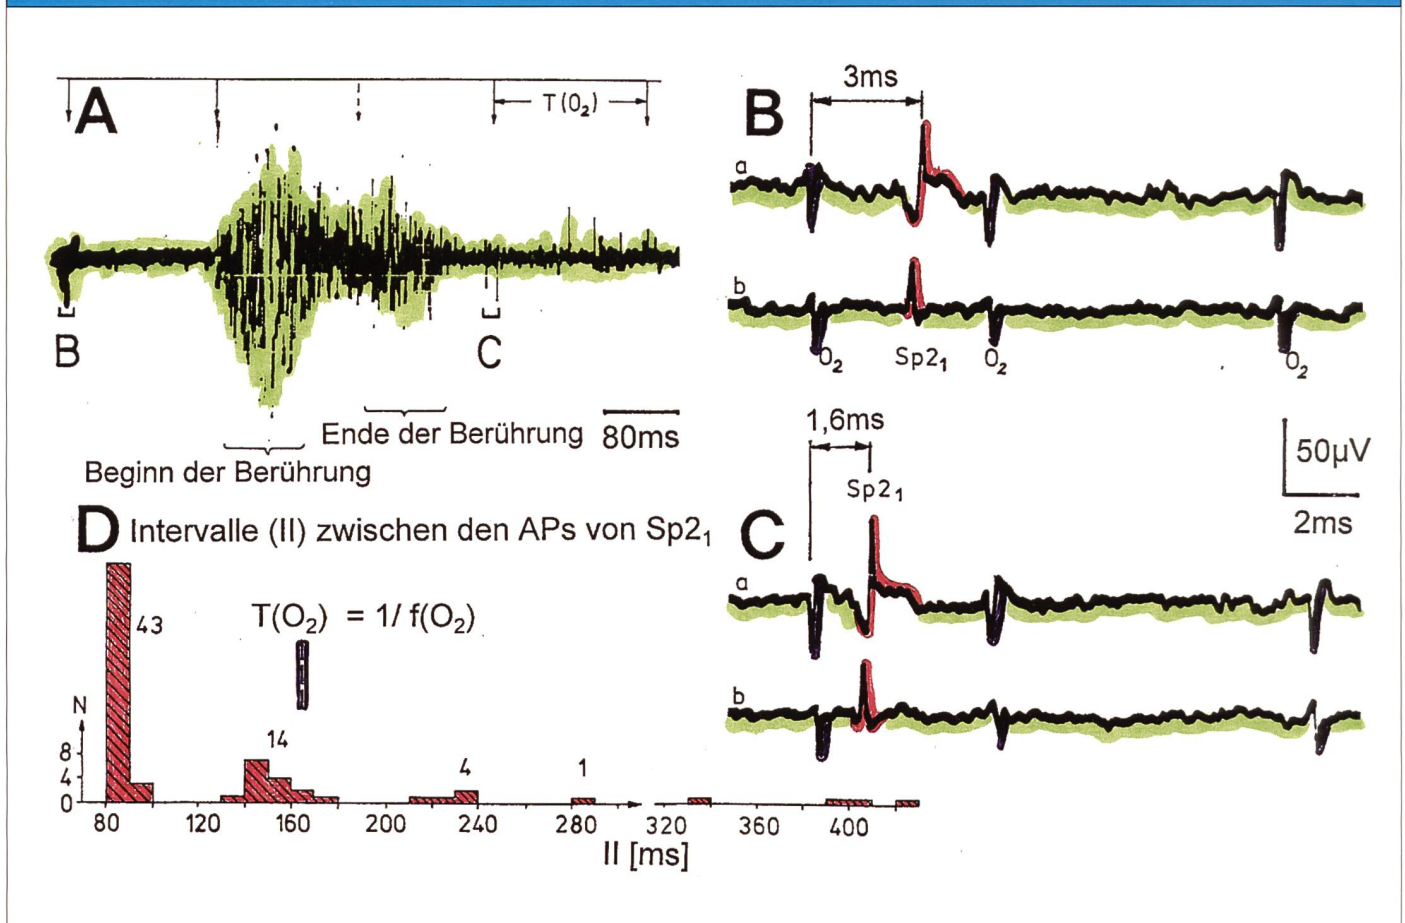 A
T(O₂)
B
C
Ende der Berührung
80ms
Beginn der Berührung
B
3ms
a
b
O₂
Sp2₁
O₂
O₂
1,6ms
Sp2₁
50µV
2ms
C
a
b
D Intervalle (II) zwischen den APs von Sp2₁
T(O₂) = 1/ f(O₂)
43
N
8
4
0
14
4
1
80 120 160 200 240 280 320 360 400
II [ms]